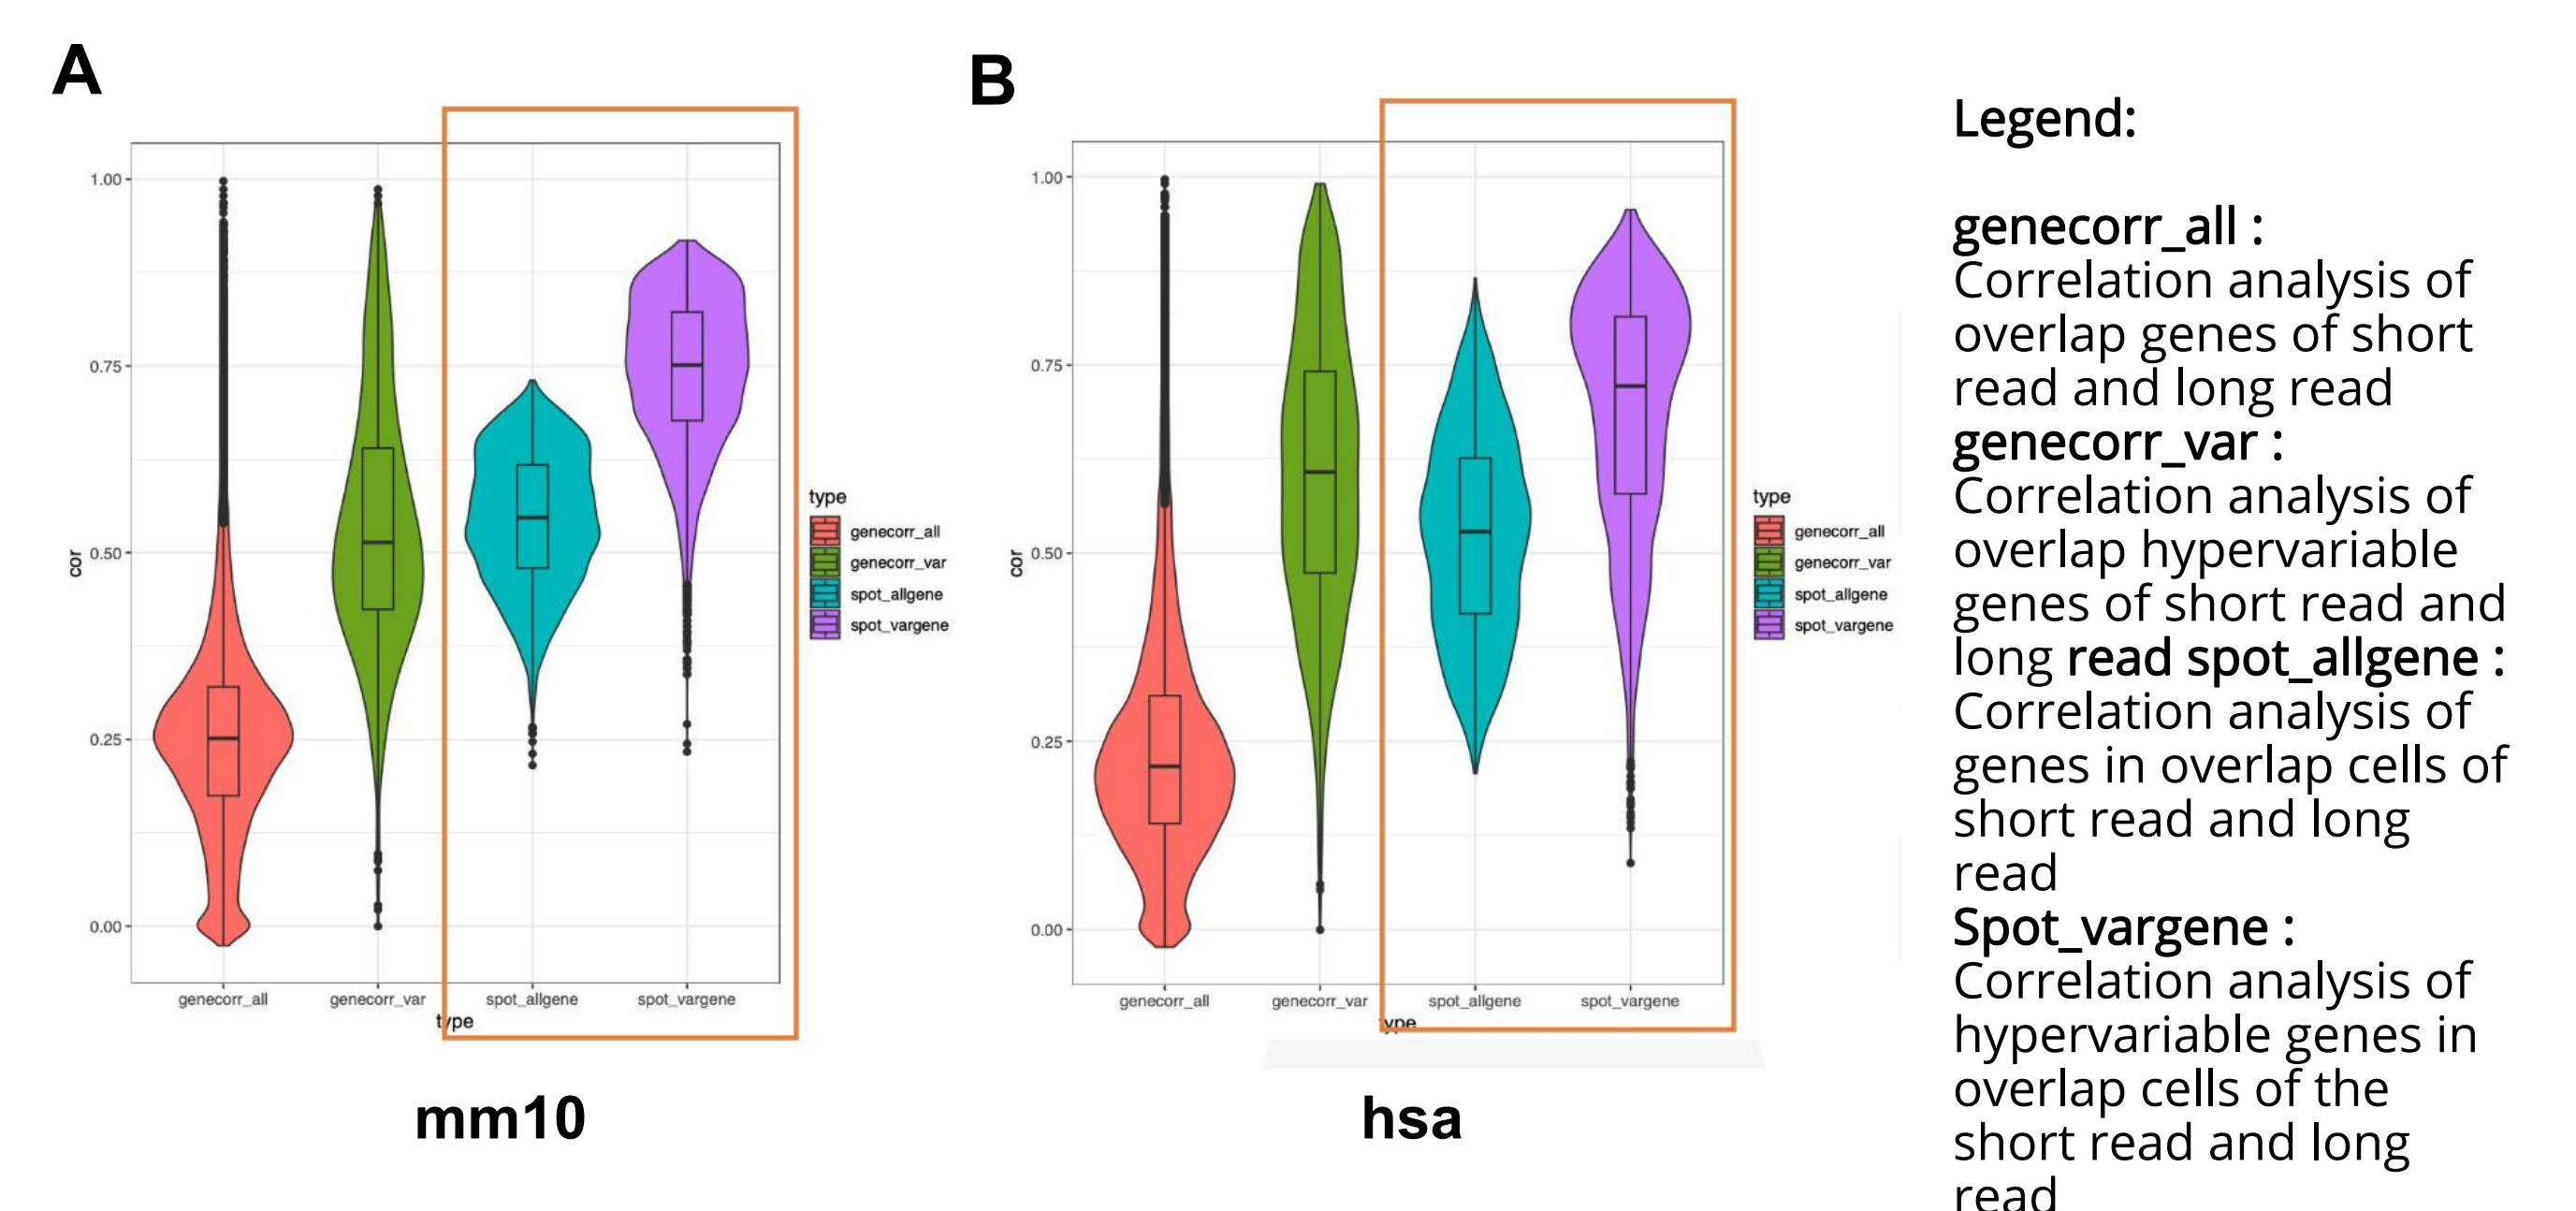 A
1.00
0.75
0.50
0.25
0.00
cor
genecorr_all
genecorr_var
spot_allgene
spot_vargene
type
type
genecorr_all
genecorr_var
spot_allgene
spot_vargene
mm10
B
1.00
0.75
0.50
0.25
0.00
cor
genecorr_all
genecorr_var
spot_allgene
spot_vargene
type
type
genecorr_all
genecorr_var
spot_allgene
spot_vargene
hsa
Legend:
genecorr_all :
Correlation analysis of
overlap genes of short
read and long read
genecorr_var :
Correlation analysis of
overlap hypervariable
genes of short read and
long read spot_allgene :
Correlation analysis of
genes in overlap cells of
short read and long
read
Spot_vargene :
Correlation analysis of
hypervariable genes in
overlap cells of the
short read and long
read